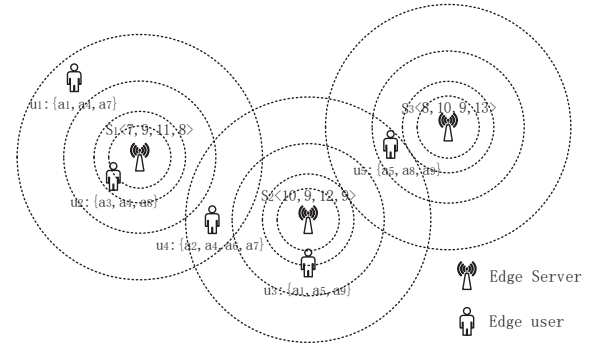 u1:{a1,a4,a7}
S3<8,10,9,13>
S1<7,9,11,8>
u5:{a5,a8,a9}
u2:{a3,a4,a8}
S2<10,9,12,9>
u4:{a2,a4,a6,a7}
u3:{a1,a5,a9}
Edge Server
Edge user